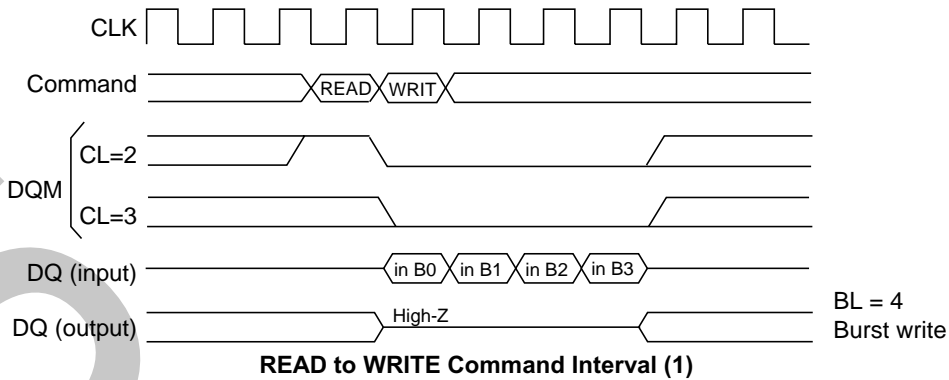 CLK
Command READ WRIT
DQM
CL=2
CL=3
DQ (input) in B0 in B1 in B2 in B3
DQ (output) High-Z
BL = 4
Burst write
READ to WRITE Command Interval (1)